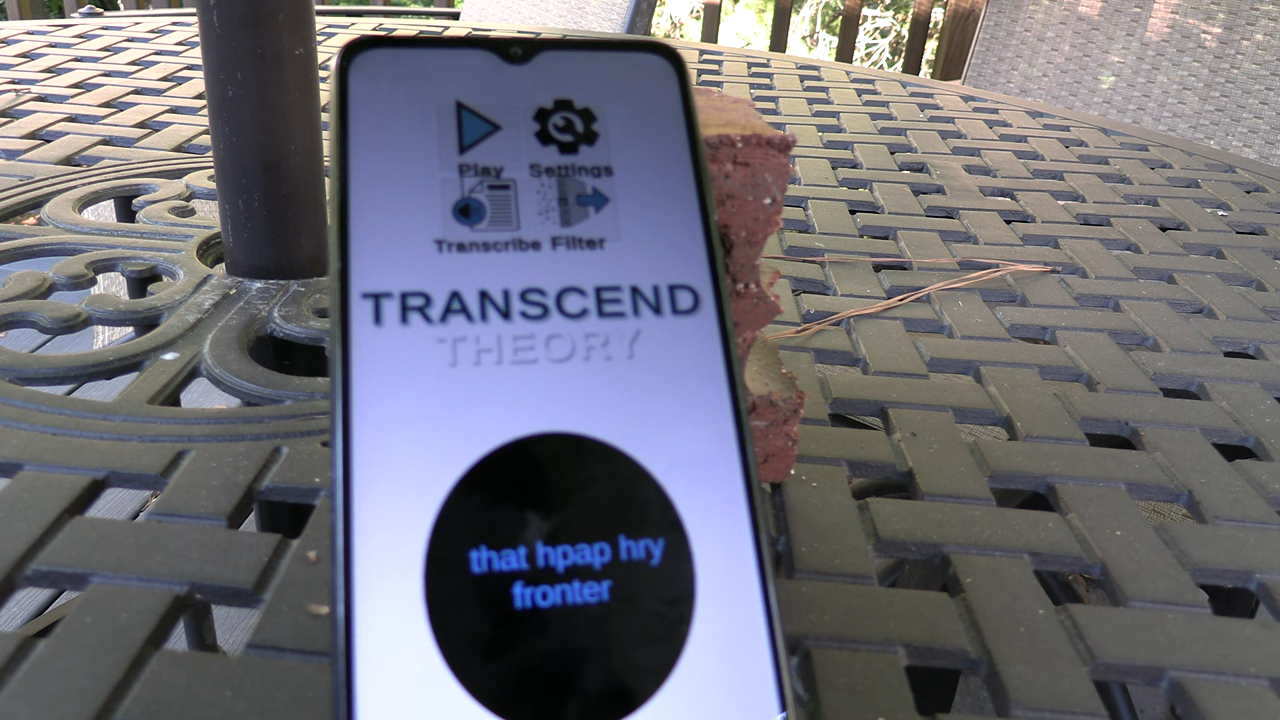 Play Settings
Transcribe Filter
TRANSCEND
THEORY
that hpap hry
fronter